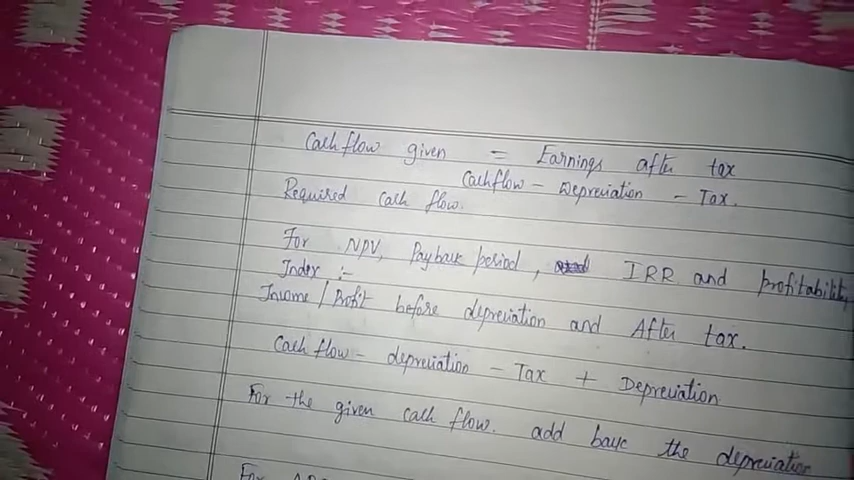 Cash flow given = Earnings after tax
Cashflow - Depreciation - Tax.
Required cash flow.
For NPV, Payback period, IRR and profitability
Index :-
Income / Profit before depreciation and After tax.
Cash flow - depreciation - Tax + Depreciation
For the given cash flow. add bayc the depreciation
For